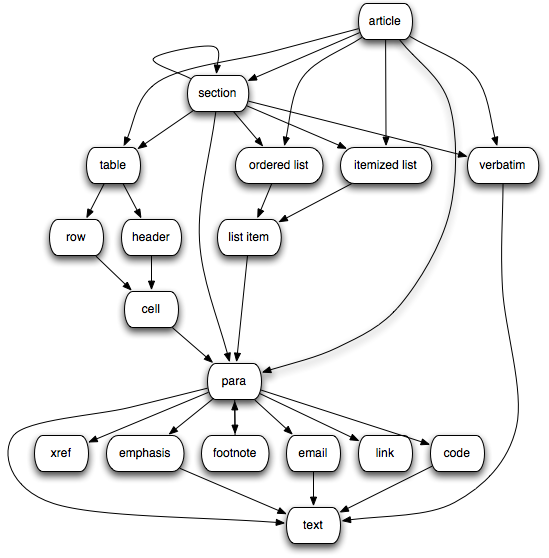 article
section
table
ordered list
itemized list
verbatim
row
header
list item
cell
para
xref
emphasis
footnote
email
link
code
text